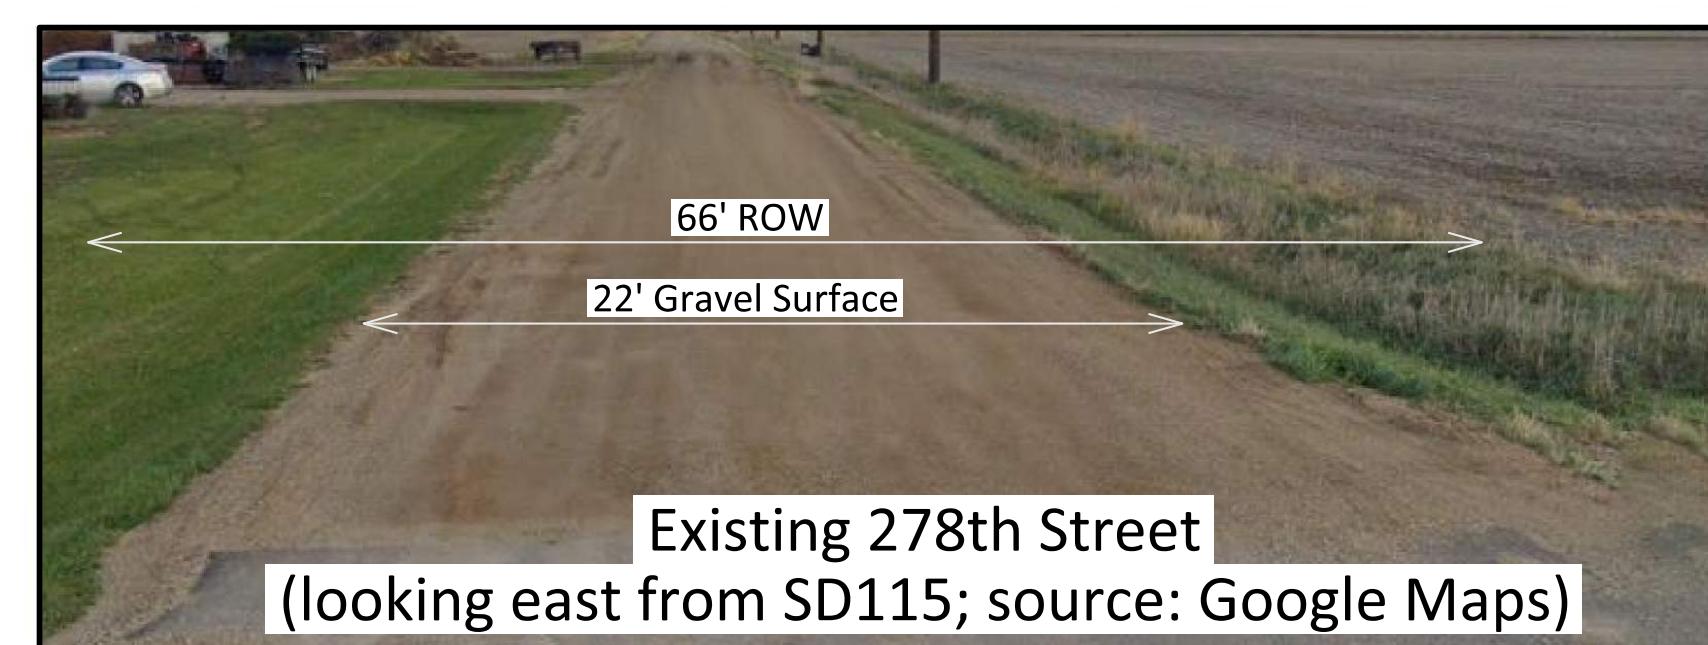 66' ROW
22' Gravel Surface
Existing 278th Street
(looking east from SD115; source: Google Maps)